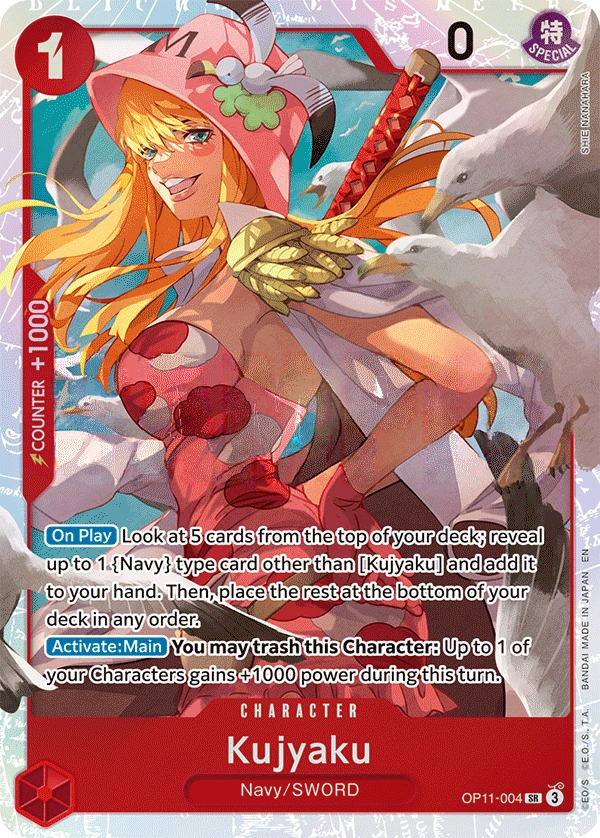 1
0
特
SPECIAL
M
SHIE NANAHARA
COUNTER +1000
On Play Look at 5 cards from the top of your deck; reveal
up to 1 {Navy} type card other than [Kujyaku] and add it
to your hand. Then, place the rest at the bottom of your
deck in any order.
Activate:Main You may trash this Character: Up to 1 of
your Characters gains +1000 power during this turn.
CHARACTER
Kujyaku
Navy/SWORD
OP11-004 SR 3
©EO/S ©E.O./S., T.A. BANDAI MADE IN JAPAN EN